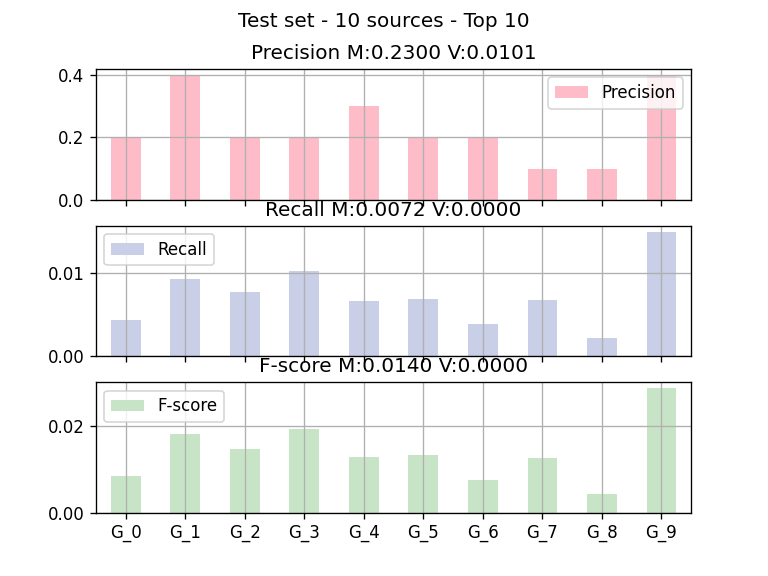 Test set - 10 sources - Top 10
Precision M:0.2300 V:0.0101
0.4
0.2
0.0
Precision
Recall M:0.0072 V:0.0000
0.01
0.00
Recall
F-score M:0.0140 V:0.0000
0.02
0.00
F-score
G_0 G_1 G_2 G_3 G_4 G_5 G_6 G_7 G_8 G_9